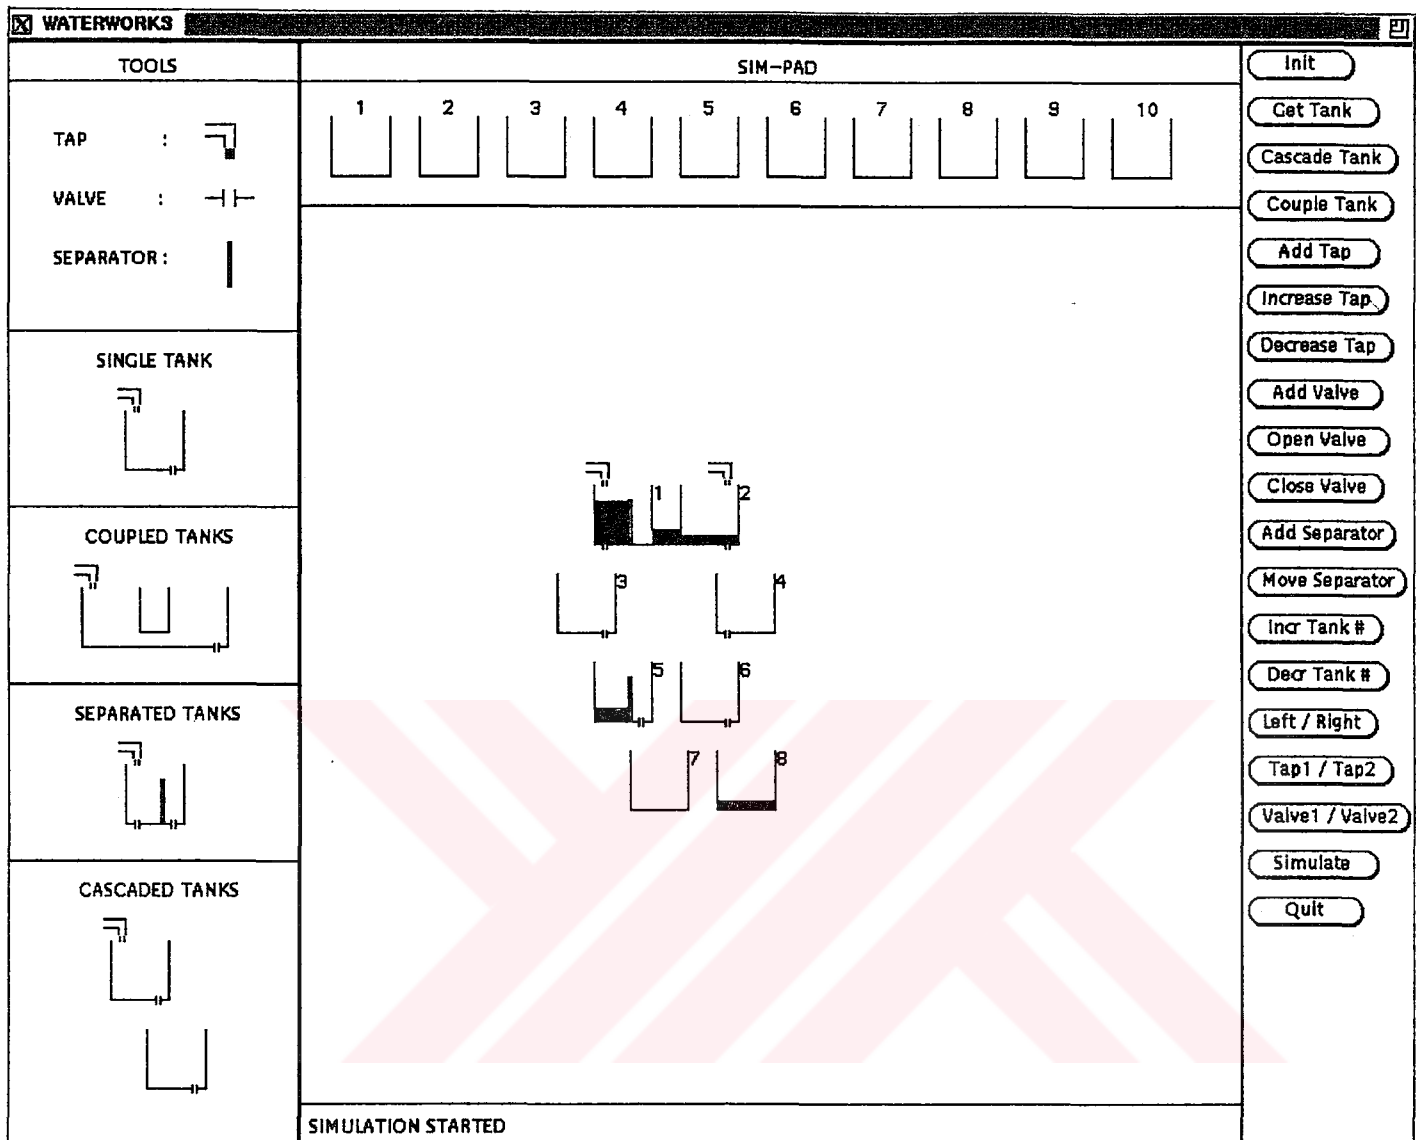 WATERWORKS
TOOLS
TAP :
VALVE :
SEPARATOR :
SINGLE TANK
COUPLED TANKS
SEPARATED TANKS
CASCADED TANKS
SIM-PAD
1 2 3 4 5 6 7 8 9 10
1 2
3 4
5 6
7 8
SIMULATION STARTED
Init
Get Tank
Cascade Tank
Couple Tank
Add Tap
Increase Tap
Decrease Tap
Add Valve
Open Valve
Close Valve
Add Separator
Move Separator
Incr Tank #
Decr Tank #
Left / Right
Tap1 / Tap2
Valve1 / Valve2
Simulate
Quit